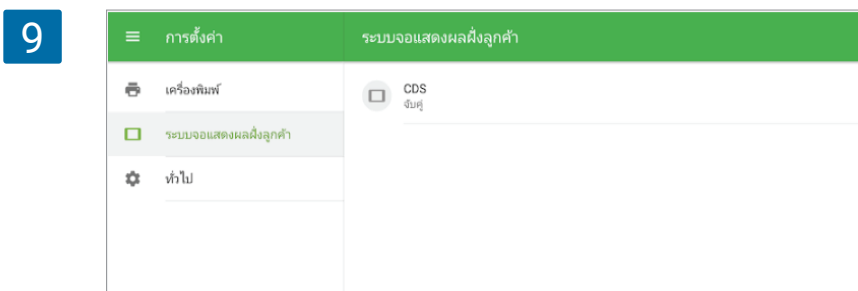 9
การตั้งค่า
ระบบจอแสดงผลฝั่งลูกค้า
เครื่องพิมพ์
ระบบจอแสดงผลฝั่งลูกค้า
ทั่วไป
CDS
จับคู่